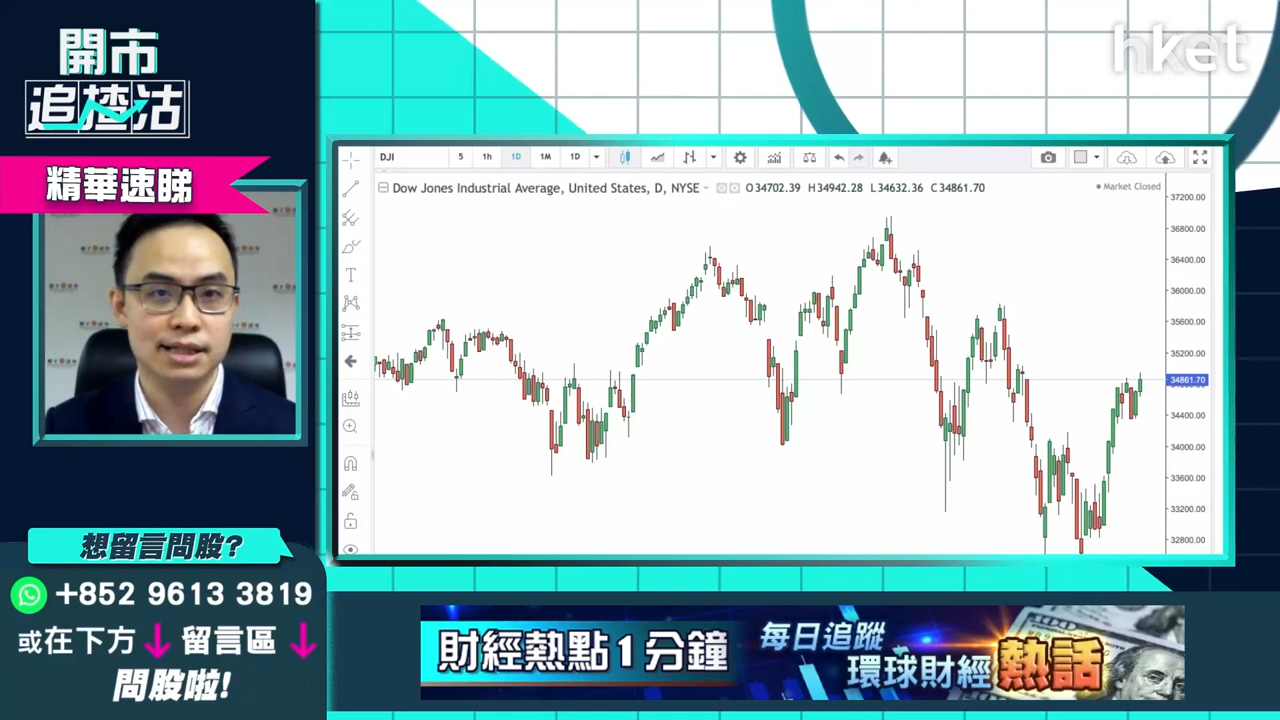 開市
追揸沽
精華速睇
想留言問股?
+852 9613 3819
或在下方 留言區
問股啦!
hket
DJI 5 1h 1D 1M 1D
Dow Jones Industrial Average, United States, D, NYSE O34702.39 H34942.28 L34632.36 C34861.70
Market Closed
37200.00
36800.00
36400.00
36000.00
35600.00
35200.00
34861.70
34400.00
34000.00
33600.00
33200.00
32800.00
財經熱點1分鐘
每日追蹤
環球財經熱話